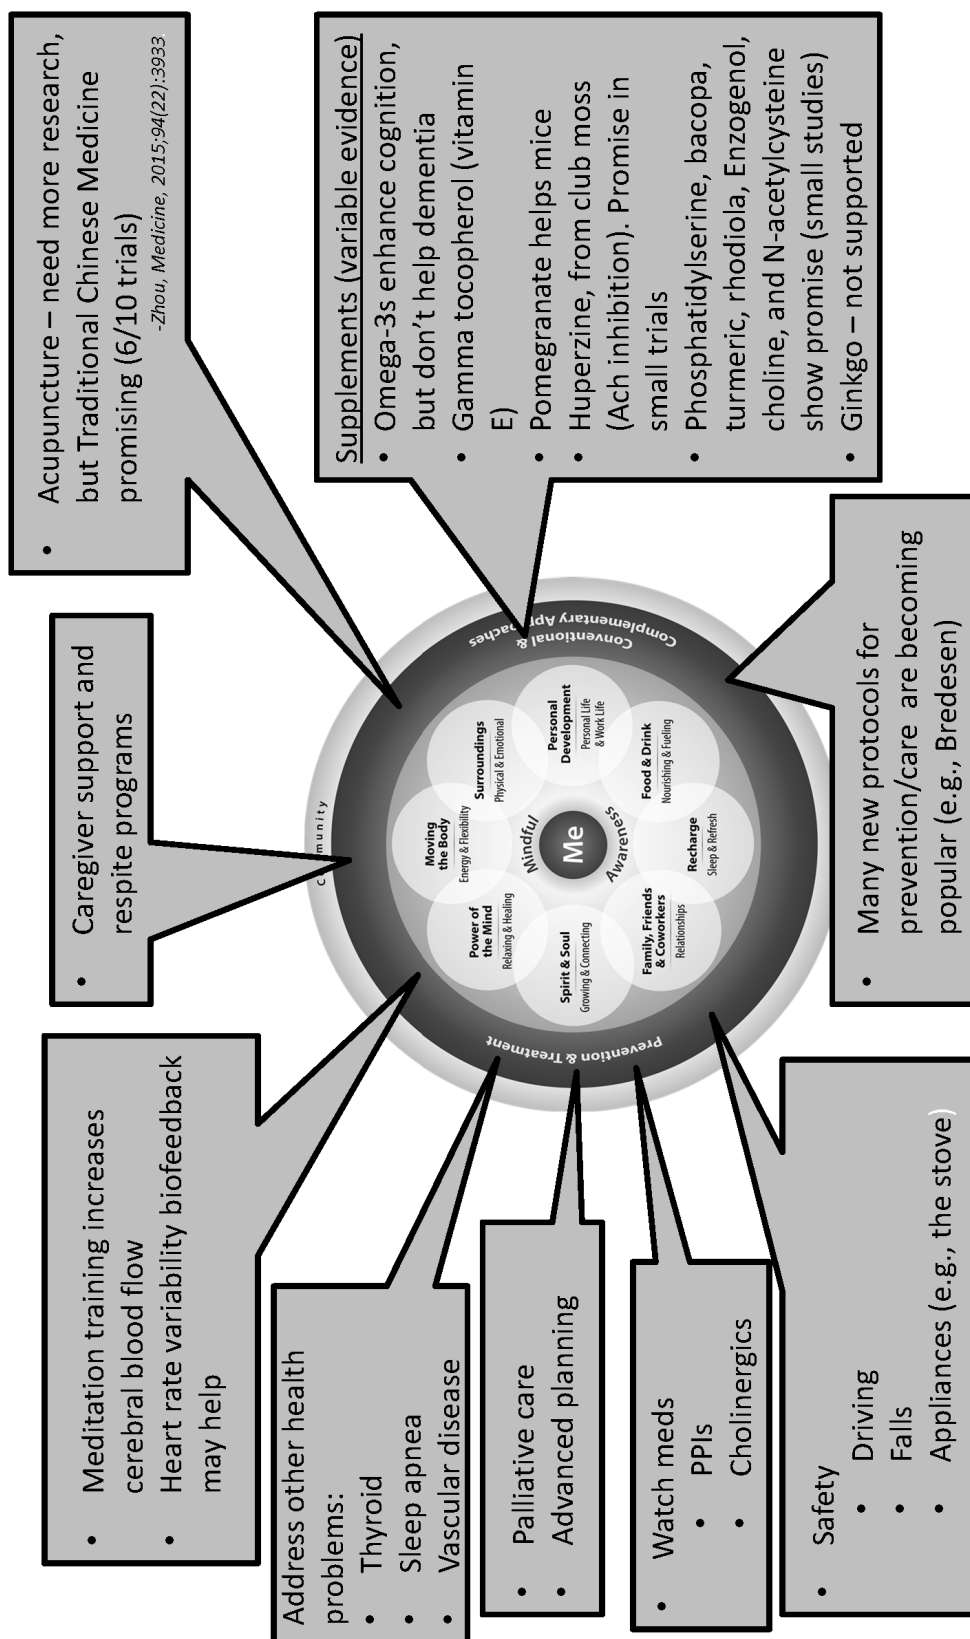 • Meditation training increases
cerebral blood flow
• Heart rate variability biofeedback
may help
• Caregiver support and
respite programs
• Acupuncture – need more research,
but Traditional Chinese Medicine
promising (6/10 trials)
-Zhou, Medicine, 2015;94(22):3933.
Address other health
problems:
• Thyroid
• Sleep apnea
• Vascular disease
• Palliative care
• Advanced planning
• Watch meds
• PPIs
• Cholinergics
• Safety
• Driving
• Falls
• Appliances (e.g., the stove)
Community
Prevention & Treatment
Conventional &
Complementary Approaches
Moving
the Body
Energy & Flexibility
Surroundings
Physical & Emotional
Personal
Development
Personal Life
& Work Life
Food & Drink
Nourishing & Fueling
Recharge
Sleep & Refresh
Family, Friends
& Coworkers
Relationships
Spirit & Soul
Growing & Connecting
Power of
the Mind
Relaxing & Healing
Mindful
Awareness
Me
Supplements (variable evidence)
• Omega-3s enhance cognition,
but don’t help dementia
• Gamma tocopherol (vitamin
E)
• Pomegranate helps mice
• Huperzine, from club moss
(Ach inhibition). Promise in
small trials
• Phosphatidylserine, bacopa,
turmeric, rhodiola, Enzogenol,
choline, and N-acetylcysteine
show promise (small studies)
• Ginkgo – not supported
• Many new protocols for
prevention/care are becoming
popular (e.g., Bredesen)